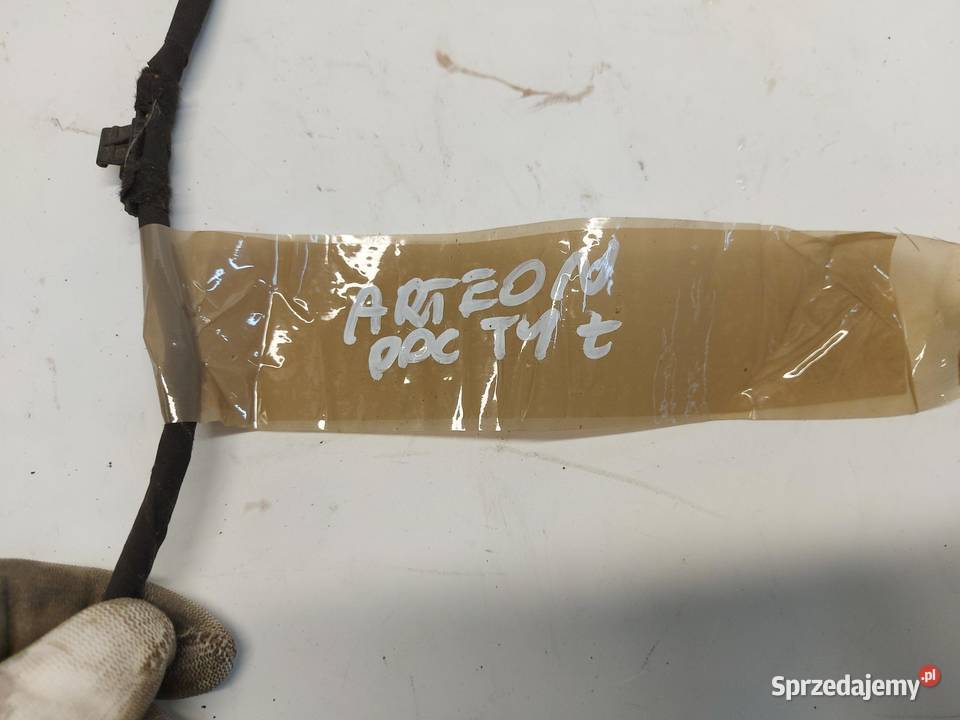 ARTEON
PDC TYŁ
Sprzedajemy.pl